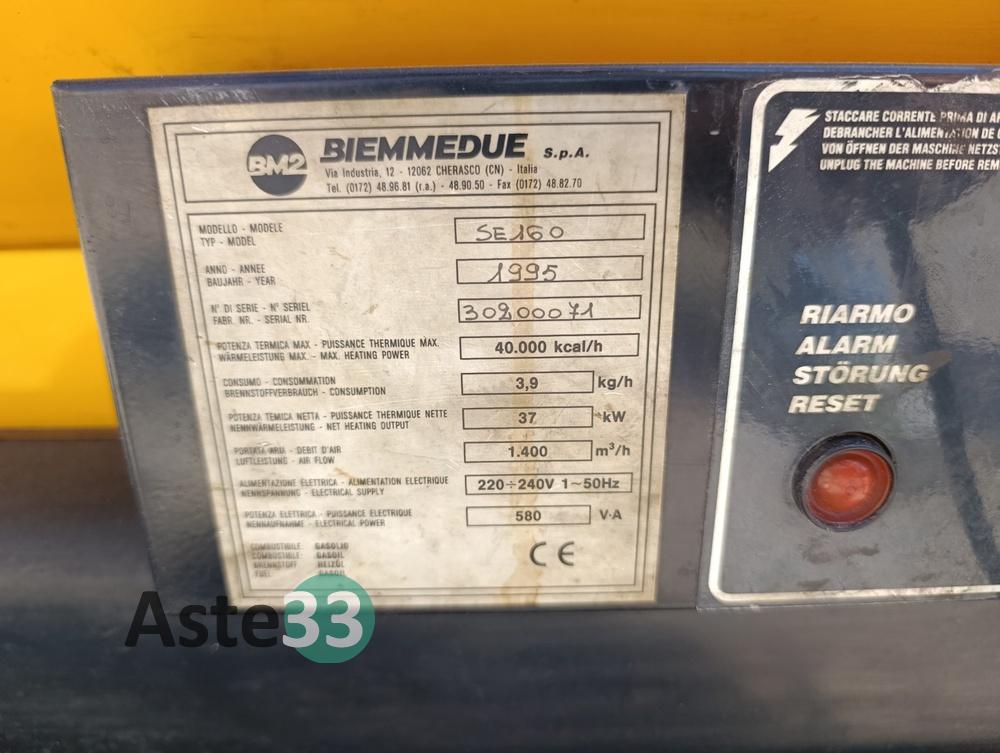 BM2 BIEMMEDUE S.p.A.
Via Industria, 12 - 12062 CHERASCO (CN) - Italia
Tel. (0172) 48.96.81 (r.a.) - 48.90.50 - Fax (0172) 48.82.70
MODELLO - MODELE
TYP - MODEL
SE160
ANNO - ANNEE
BAUJAHR - YEAR
1995
N° DI SERIE - N° SERIEL
FABR. NR. - SERIAL NR.
30200071
POTENZA TERMICA MAX - PUISSANCE THERMIQUE MAX.
WÄRMELEISTUNG MAX. - MAX. HEATING POWER
40.000 kcal/h
CONSUMO - CONSOMMATION
BRENNSTOFFVERBRAUCH - CONSUMPTION
3,9 kg/h
POTENZA TEMICA NETTA - PUISSANCE THERMIQUE NETTE
NENNWÄRMELEISTUNG - NET HEATING OUTPUT
37 kW
PORTATA ARIA - DEBIT D'AIR
LUFTLEISTUNG - AIR FLOW
1.400 m³/h
ALIMENTAZIONE ELETTRICA - ALIMENTATION ELECTRIQUE
NENNSPANNUNG - ELECTRICAL SUPPLY
220÷240V 1~50Hz
POTENZA ELETTRICA - PUISSANCE ELECTRIQUE
NENNAUFNAHME - ELECTRICAL POWER
580 V·A
COMBUSTIBILE: GASOLIO
COMBUSTIBLE: GASOIL
BRENNSTOFF HEIZÖL
FUEL: GASOIL
CE
STACCARE CORRENTE PRIMA DI
DEBRANCHER L'ALIMENTATION DE
VON ÖFFNEN DER MASCHINE
UNPLUG THE MACHINE BEFORE
RIARMO
ALARM
STÖRUNG
RESET
Aste33